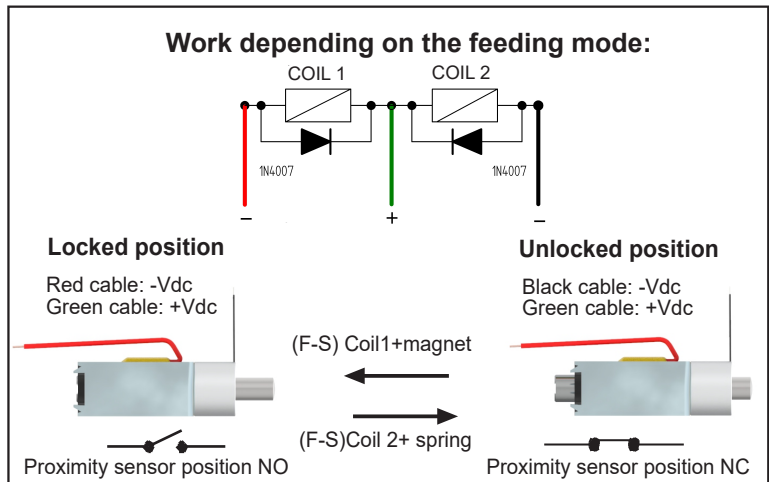 Work depending on the feeding mode:
COIL 1
COIL 2
1N4007
1N4007
−
+
−
Locked position
Unlocked position
Red cable: -Vdc
Green cable: +Vdc
Black cable: -Vdc
Green cable: +Vdc
(F-S) Coil1+magnet
(F-S)Coil 2+ spring
Proximity sensor position NO
Proximity sensor position NC